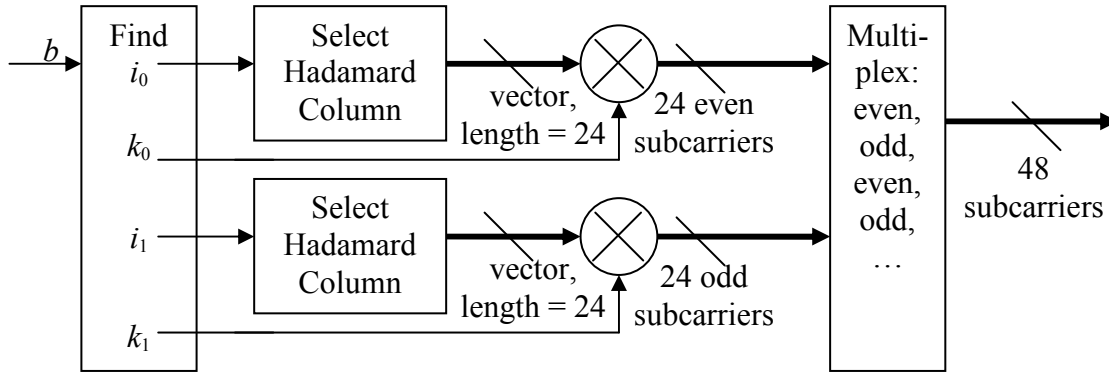 b
Find
i0
k0
i1
k1
Select
Hadamard
Column
vector,
length = 24
24 even
subcarriers
Select
Hadamard
Column
vector,
length = 24
24 odd
subcarriers
Multi-
plex:
even,
odd,
even,
odd,
…
48
subcarriers